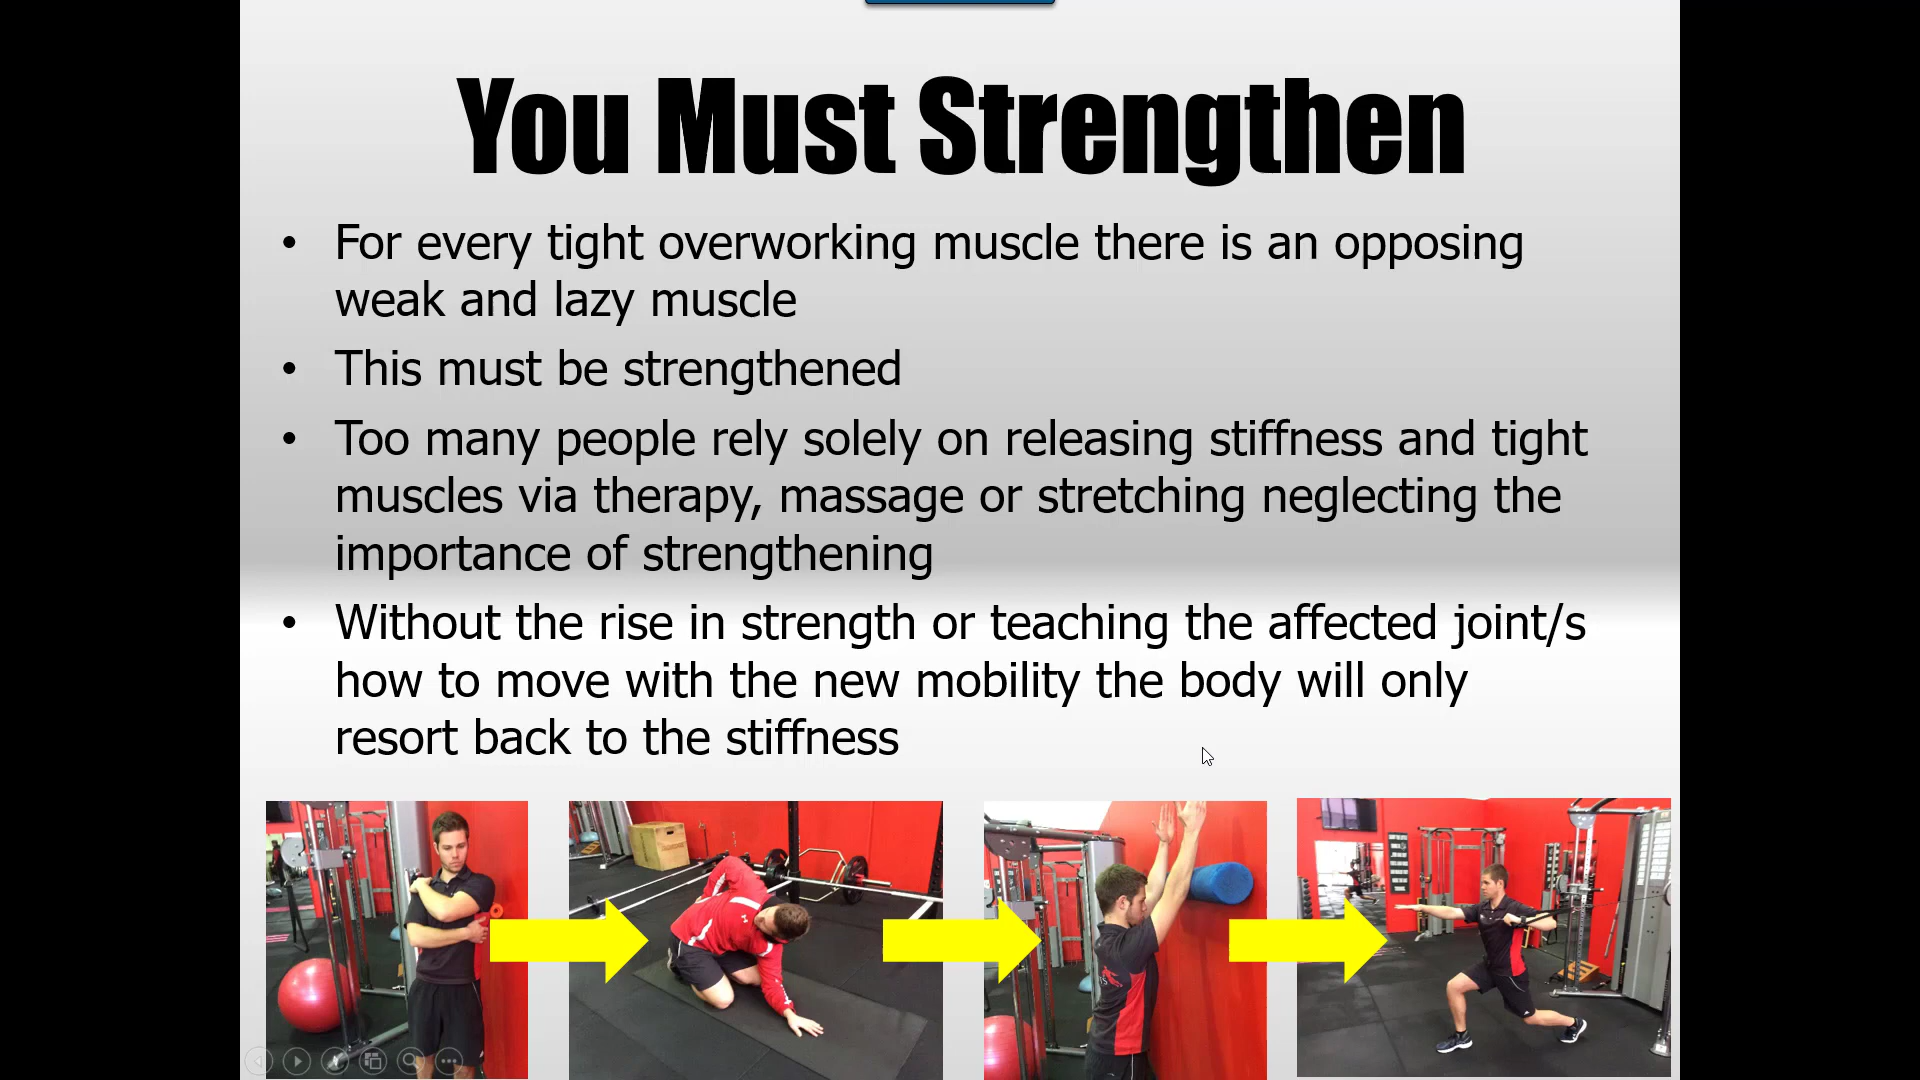 You Must Strengthen
• For every tight overworking muscle there is an opposing
weak and lazy muscle
• This must be strengthened
• Too many people rely solely on releasing stiffness and tight
muscles via therapy, massage or stretching neglecting the
importance of strengthening
• Without the rise in strength or teaching the affected joint/s
how to move with the new mobility the body will only
resort back to the stiffness